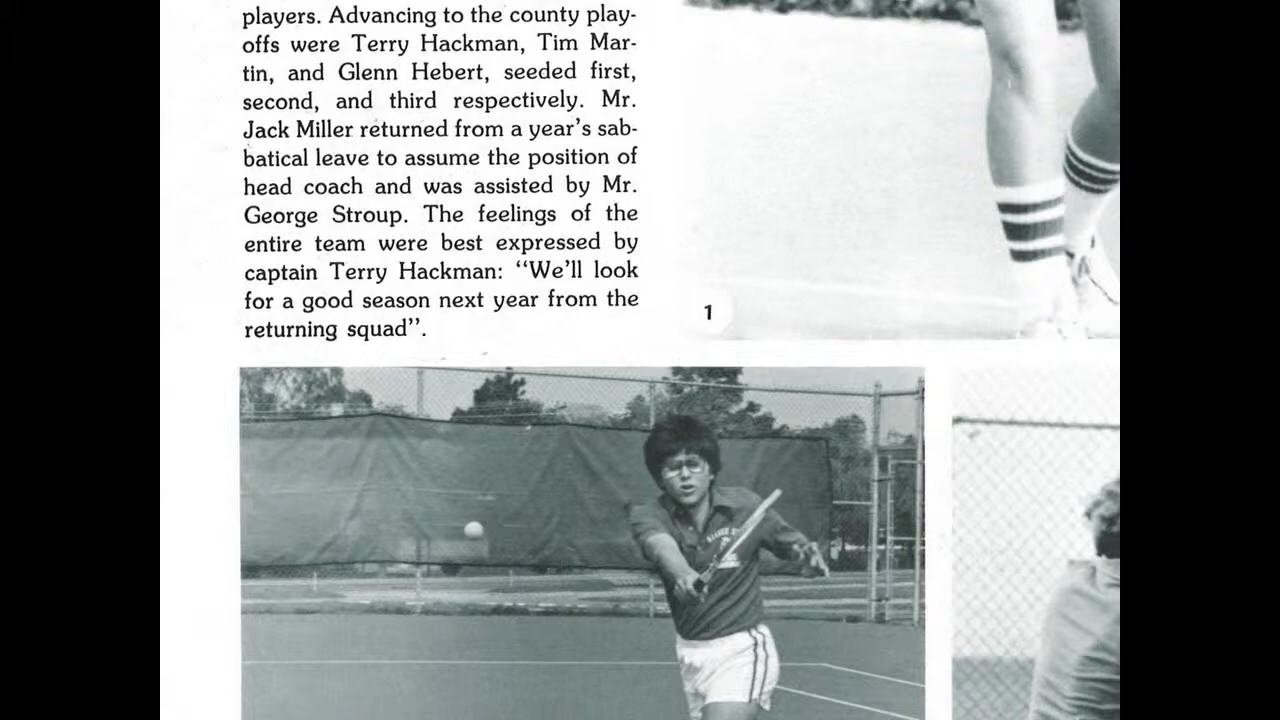 players. Advancing to the county play-
offs were Terry Hackman, Tim Mar-
tin, and Glenn Hebert, seeded first,
second, and third respectively. Mr.
Jack Miller returned from a year's sab-
batical leave to assume the position of
head coach and was assisted by Mr.
George Stroup. The feelings of the
entire team were best expressed by
captain Terry Hackman: "We'll look
for a good season next year from the
returning squad".
1